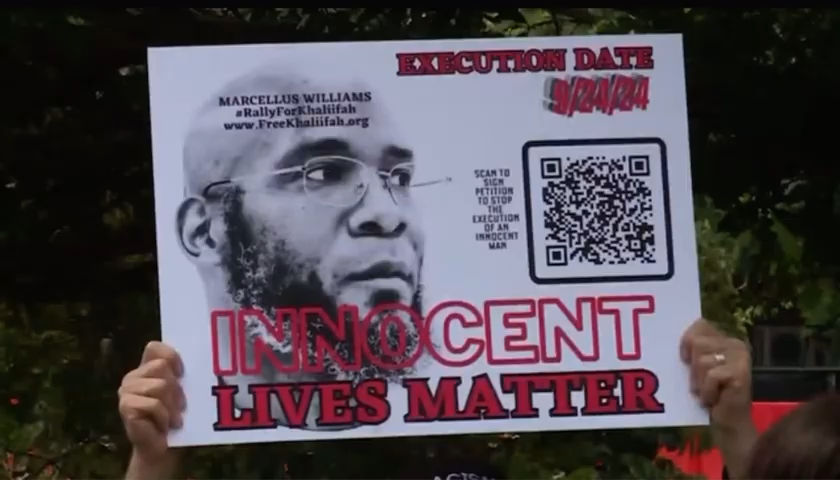 EXECUTION DATE
9/24/24
MARCELLUS WILLIAMS
#RallyForKhaliifah
www.FreeKhaliifah.org
SCAN TO
SIGN
PETITION
TO STOP
THE
EXECUTION
OF AN
INNOCENT
MAN
INNOCENT
LIVES MATTER